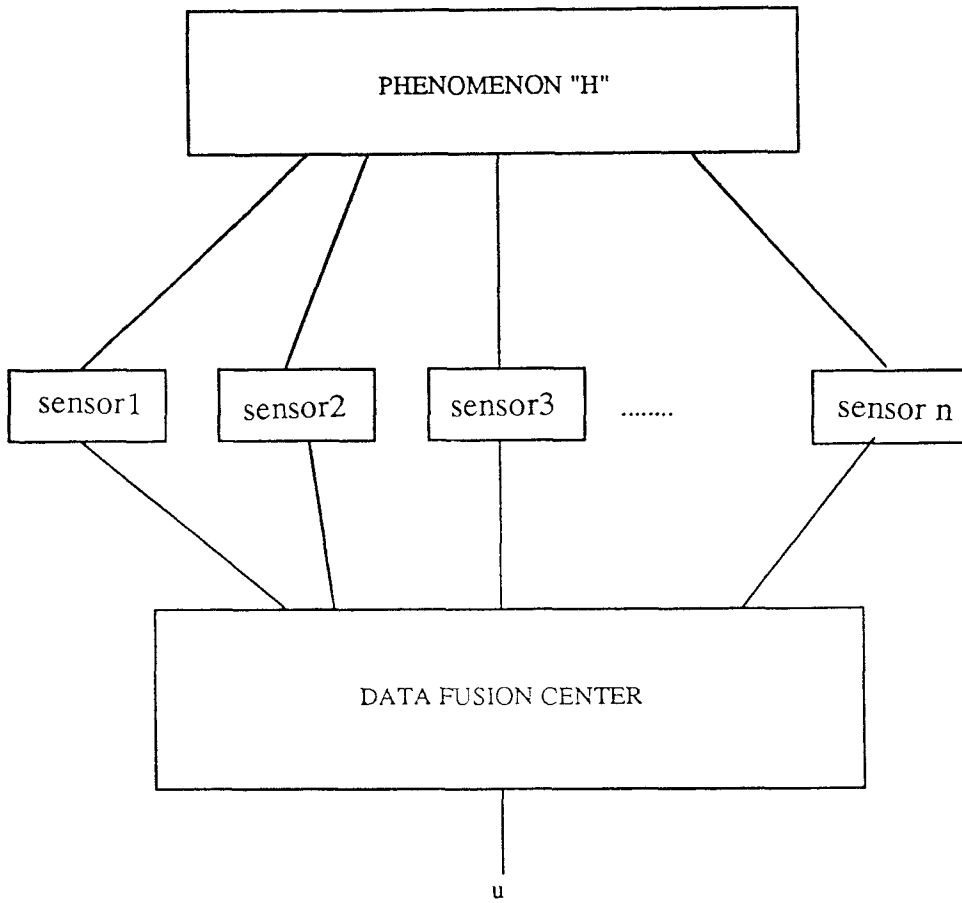 PHENOMENON "H"
sensor1
sensor2
sensor3
........
sensor n
DATA FUSION CENTER
u